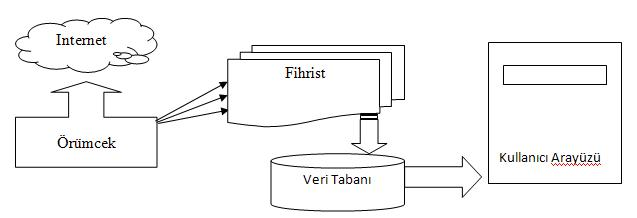 Internet
Fihrist
Örümcek
Veri Tabanı
Kullanıcı Arayüzü